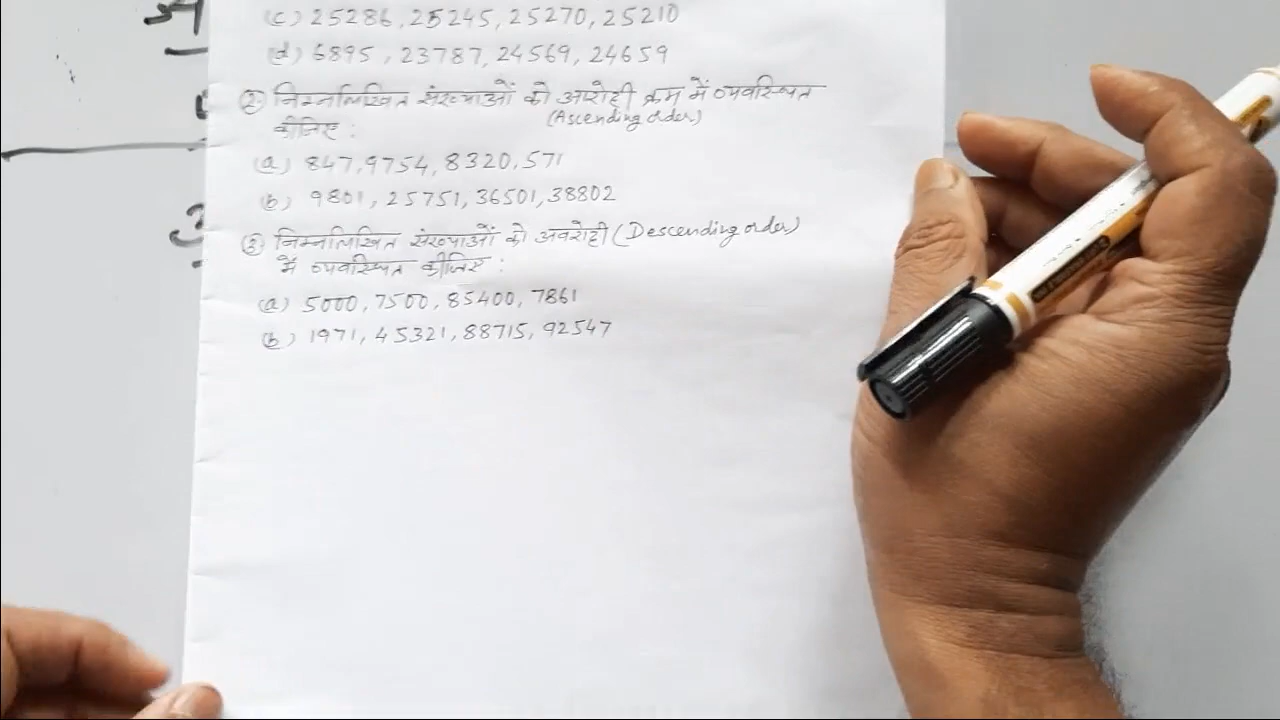 (c) 25286, 25245, 25270, 25210
(d) 6895, 23787, 24569, 24659
② निम्नलिखित संख्याओं को आरोही क्रम में व्यवस्थित
(Ascending order)
कीजिए :
(a) 847, 9754, 8320, 571
(b) 9801, 25751, 36501, 38802
③ निम्नलिखित संख्याओं को अवरोही (Descending order)
में व्यवस्थित कीजिए :
(a) 5000, 7500, 85400, 7861
(b) 1971, 45321, 88715, 92547